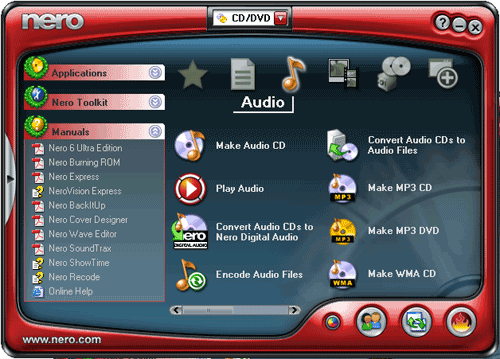 nero
CD/DVD
?
Applications
Nero Toolkit
Manuals
Nero 6 Ultra Edition
Nero Burning ROM
Nero Express
NeroVision Express
Nero BackItUp
Nero Cover Designer
Nero Wave Editor
Nero SoundTrax
Nero ShowTime
Nero Recode
Online Help
Audio
Make Audio CD
Play Audio
Convert Audio CDs to
Nero Digital Audio
nero
DIGITAL AUDIO
Encode Audio Files
Convert Audio CDs to
Audio Files
Make MP3 CD
MP3
Make MP3 DVD
MP3
Make WMA CD
WMA
www.nero.com